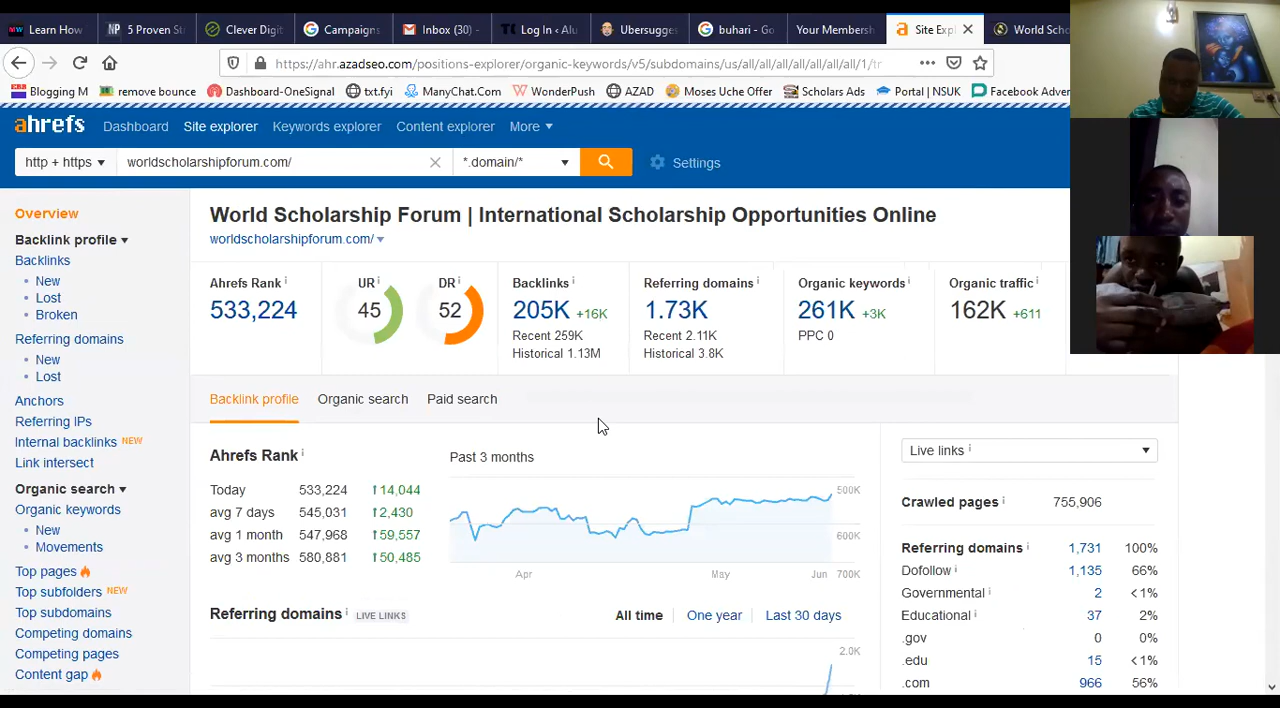 Learn How
5 Proven St
Clever Digit
Campaigns
Inbox (30) -
Log In ‹ Alu
Ubersugges
buhari - Go
Your Members
Site Exp
World Scho
https://ahr.azadseo.com/positions-explorer/organic-keywords/v5/subdomains/us/all/all/all/all/all/all/1/tr
Blogging M
remove bounce
Dashboard-OneSignal
txt.fyi
ManyChat.Com
WonderPush
AZAD
Moses Uche Offer
Scholars Ads
Portal | NSUK
Facebook Adver
ahrefs
Dashboard
Site explorer
Keywords explorer
Content explorer
More
http + https
worldscholarshipforum.com/
*.domain/*
Settings
Overview
Backlink profile
Backlinks
New
Lost
Broken
Referring domains
New
Lost
Anchors
Referring IPs
Internal backlinks NEW
Link intersect
Organic search
Organic keywords
New
Movements
Top pages
Top subfolders NEW
Top subdomains
Competing domains
Competing pages
Content gap
World Scholarship Forum | International Scholarship Opportunities Online
worldscholarshipforum.com/
Ahrefs Rank
533,224
UR
45
DR
52
Backlinks
205K +16K
Recent 259K
Historical 1.13M
Referring domains
1.73K
Recent 2.11K
Historical 3.8K
Organic keywords
261K +3K
PPC 0
Organic traffic
162K +611
Backlink profile
Organic search
Paid search
Ahrefs Rank
Today 533,224 ↑14,044
avg 7 days 545,031 ↑2,430
avg 1 month 547,968 ↑59,557
avg 3 months 580,881 ↑50,485
Past 3 months
500K
600K
700K
Apr
May
Jun
Referring domains LIVE LINKS
All time
One year
Last 30 days
2.0K
Live links
Crawled pages 755,906
Referring domains 1,731 100%
Dofollow 1,135 66%
Governmental 2 <1%
Educational 37 2%
.gov 0 0%
.edu 15 <1%
.com 966 56%